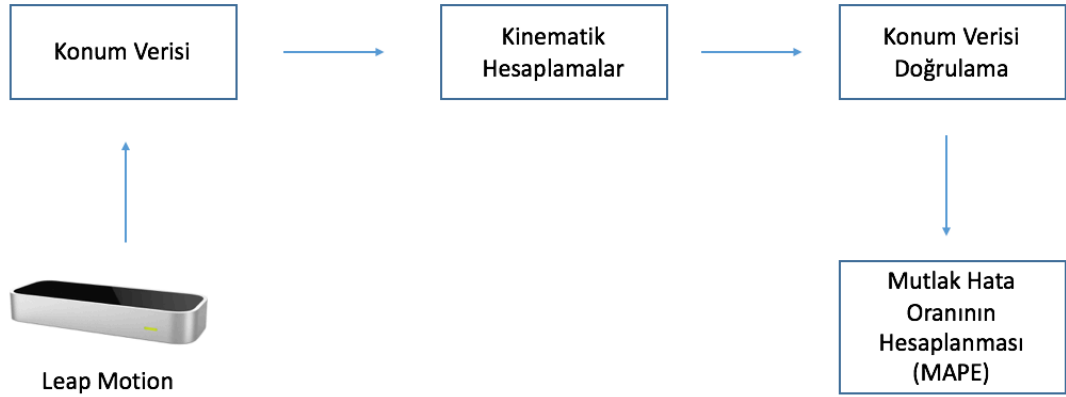 Konum Verisi
Kinematik
Hesaplamalar
Konum Verisi
Doğrulama
Mutlak Hata
Oranının
Hesaplanması
(MAPE)
Leap Motion